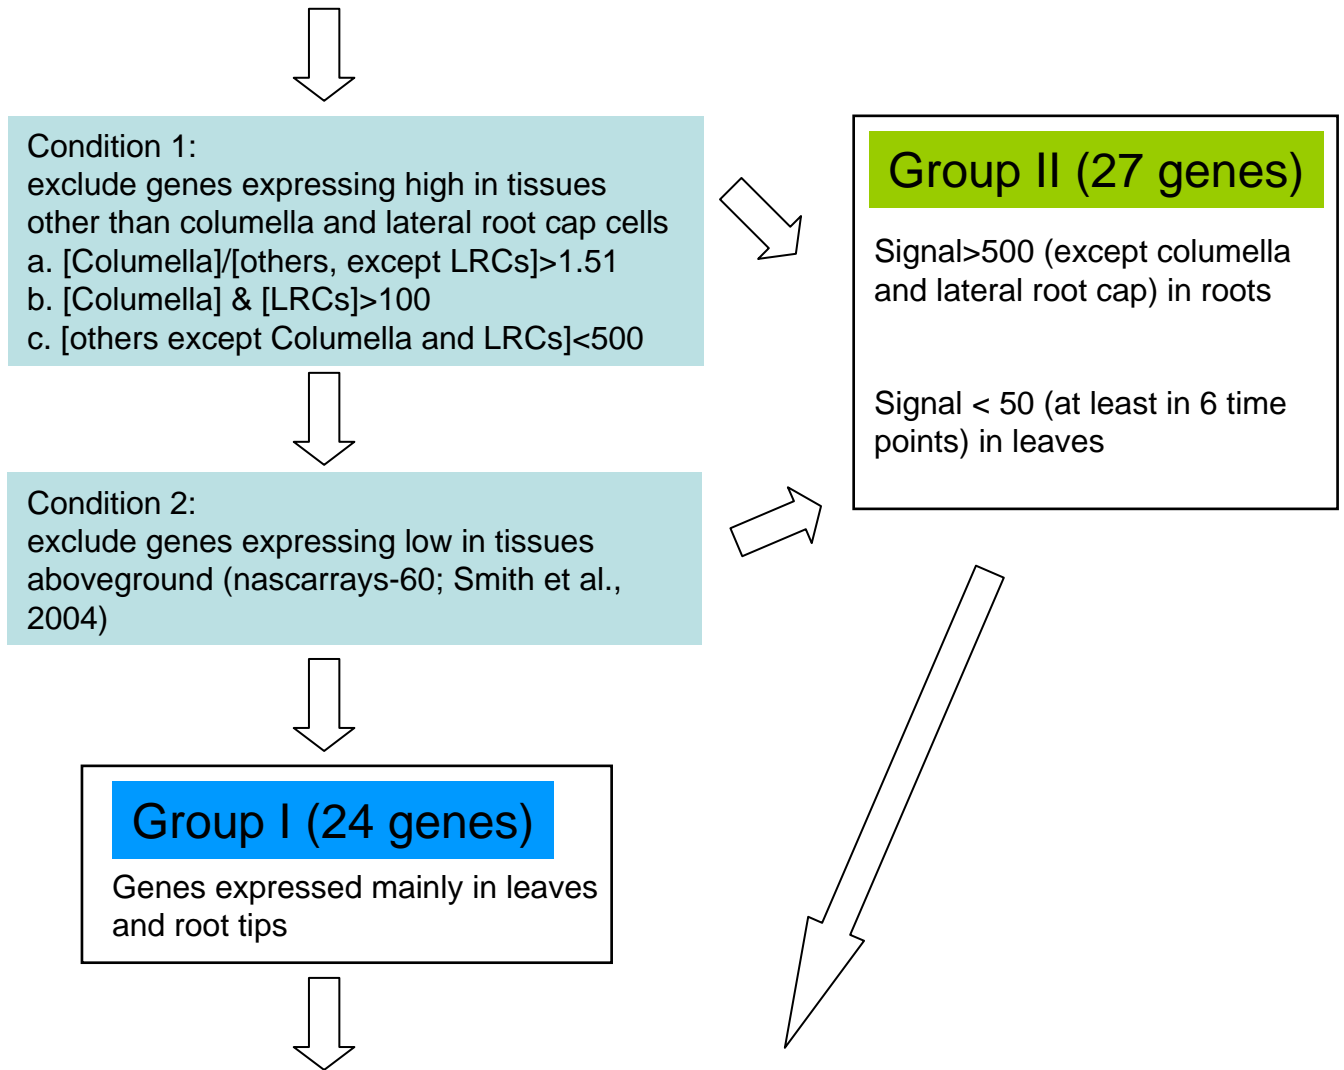 Condition 1:
exclude genes expressing high in tissues
other than columella and lateral root cap cells
a. [Columella]/[others, except LRCs]>1.51
b. [Columella] & [LRCs]>100
c. [others except Columella and LRCs]<500
Group II (27 genes)
Signal>500 (except columella
and lateral root cap) in roots
Signal < 50 (at least in 6 time
points) in leaves
Condition 2:
exclude genes expressing low in tissues
aboveground (nascarrays-60; Smith et al.,
2004)
Group I (24 genes)
Genes expressed mainly in leaves
and root tips